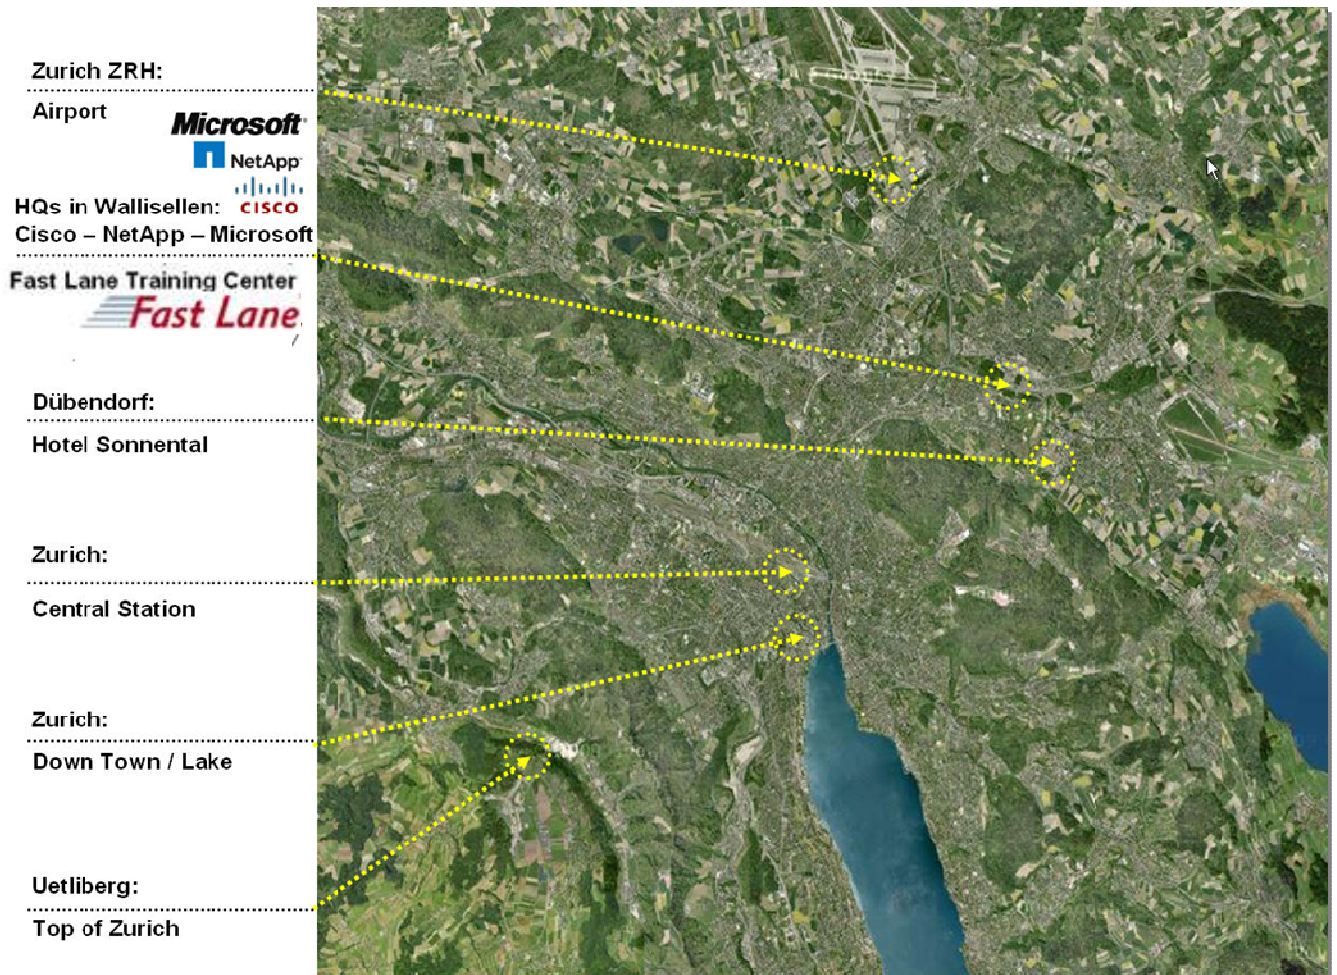 Zurich ZRH:
Airport
Microsoft
NetApp
CISCO
HQs in Wallisellen:
Cisco – NetApp – Microsoft
Fast Lane Training Center
Fast Lane
Dübendorf:
Hotel Sonnental
Zurich:
Central Station
Zurich:
Down Town / Lake
Uetliberg:
Top of Zurich